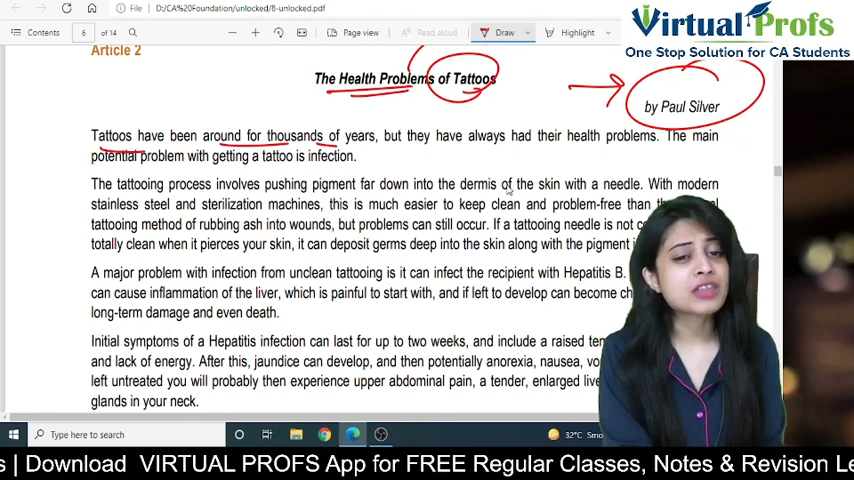 File
D:/CA%20Foundation/unlocked/8-unlocked.pdf
Contents
6
of 14
Page view
Read aloud
Draw
Highlight
Virtual Profs
One Stop Solution for CA Students
Article 2
The Health Problems of Tattoos
by Paul Silver
Tattoos have been around for thousands of years, but they have always had their health problems. The main
potential problem with getting a tattoo is infection.
The tattooing process involves pushing pigment far down into the dermis of the skin with a needle. With modern
stainless steel and sterilization machines, this is much easier to keep clean and problem-free than
tattooing method of rubbing ash into wounds, but problems can still occur. If a tattooing needle is not
totally clean when it pierces your skin, it can deposit germs deep into the skin along with the pigment
A major problem with infection from unclean tattooing is it can infect the recipient with Hepatitis B.
can cause inflammation of the liver, which is painful to start with, and if left to develop can become
long-term damage and even death.
Initial symptoms of a Hepatitis infection can last for up to two weeks, and include a raised
and lack of energy. After this, jaundice can develop, and then potentially anorexia, nausea,
left untreated you will probably then experience upper abdominal pain, a tender, enlarged
glands in your neck.
Type here to search
32°C
s | Download VIRTUAL PROFS App for FREE Regular Classes, Notes & Revision Le